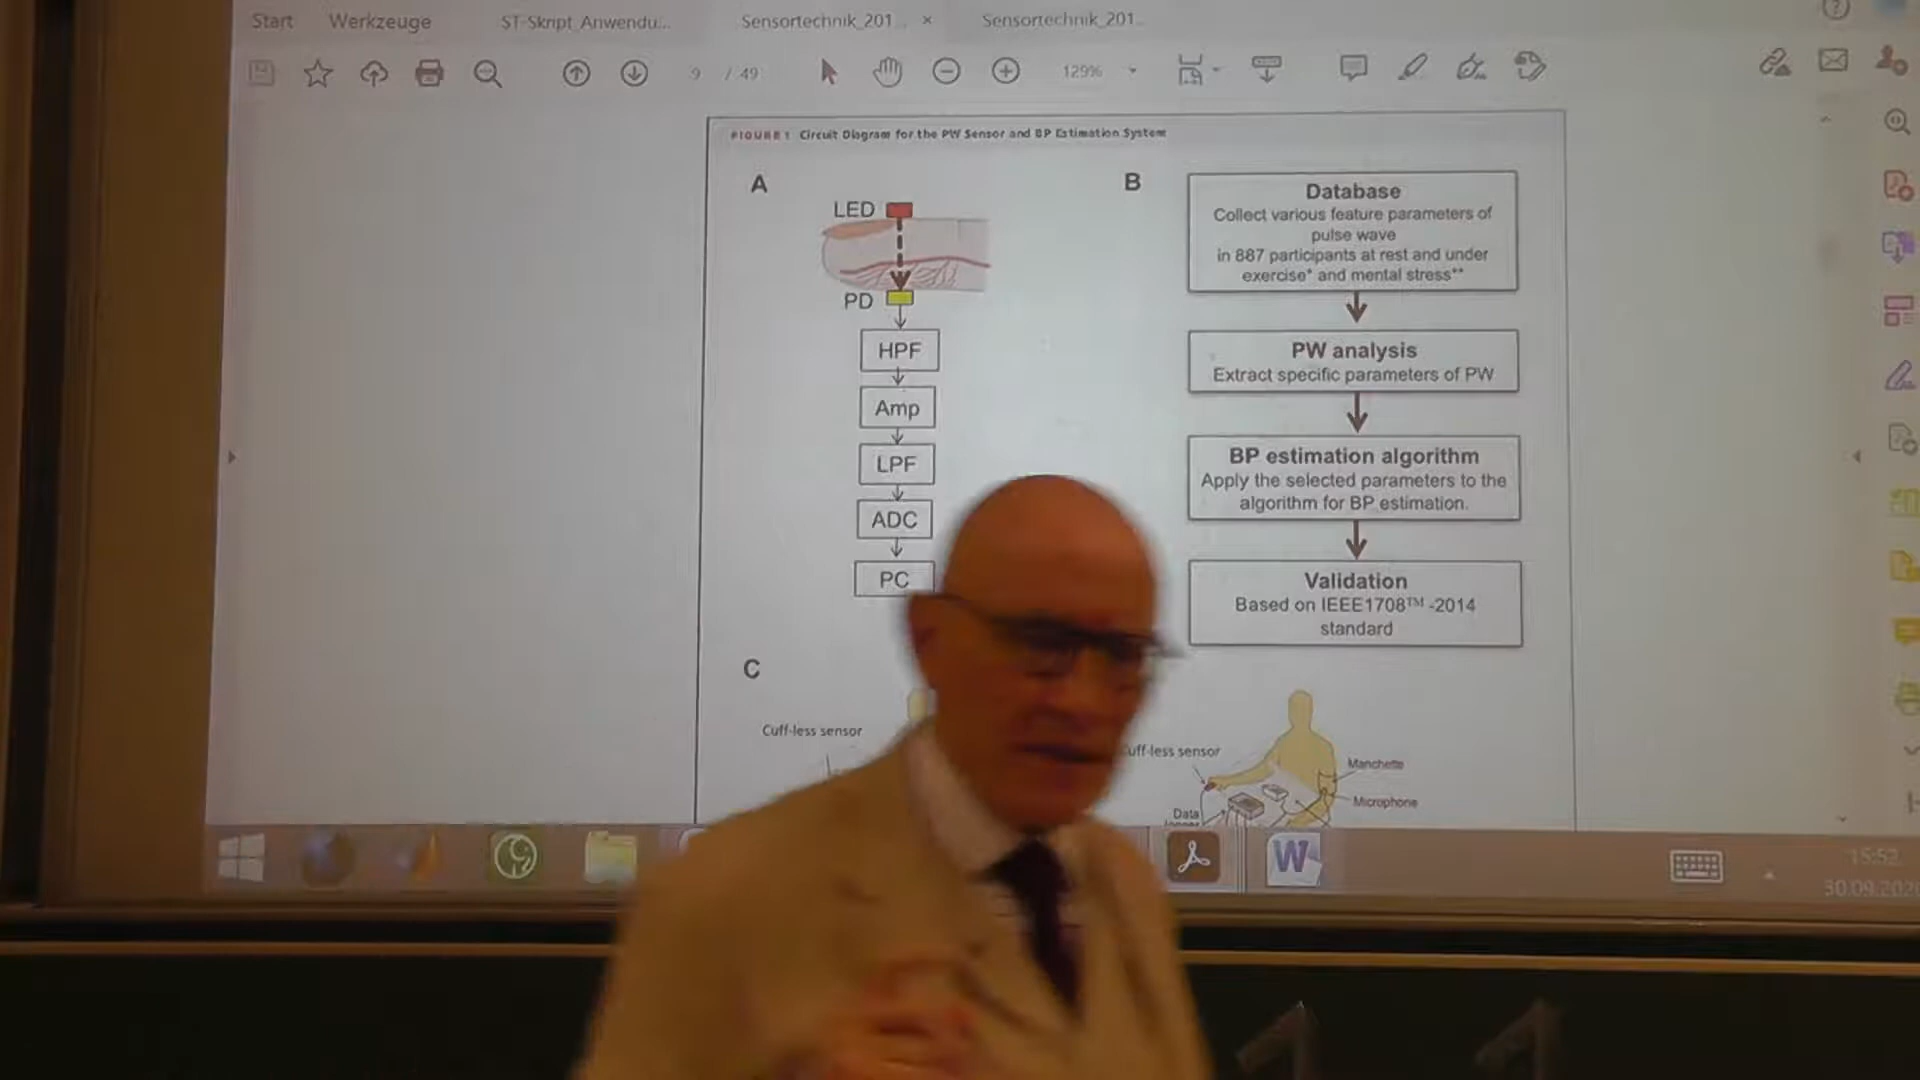 Start Werkzeuge ST-Skript_Anwendu... Sensortechnik_201... × Sensortechnik_201...
9 / 49 129%
FIGURE 1 Circuit Diagram for the PW Sensor and BP Estimation System
A
LED
PD
HPF
Amp
LPF
ADC
PC
B
Database
Collect various feature parameters of
pulse wave
in 887 participants at rest and under
exercise* and mental stress**
PW analysis
Extract specific parameters of PW
BP estimation algorithm
Apply the selected parameters to the
algorithm for BP estimation.
Validation
Based on IEEE1708™ -2014
standard
C
Cuff-less sensor
uff-less sensor
Manchette
Microphone
Data
W
15:52